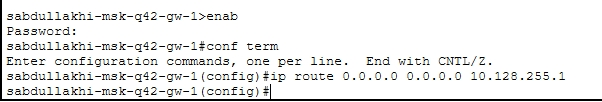 sabdullakhi-msk-q42-gw-1>enab
Password:
sabdullakhi-msk-q42-gw-1#conf term
Enter configuration commands, one per line.  End with CNTL/Z.
sabdullakhi-msk-q42-gw-1(config)#ip route 0.0.0.0 0.0.0.0 10.128.255.1
sabdullakhi-msk-q42-gw-1(config)#